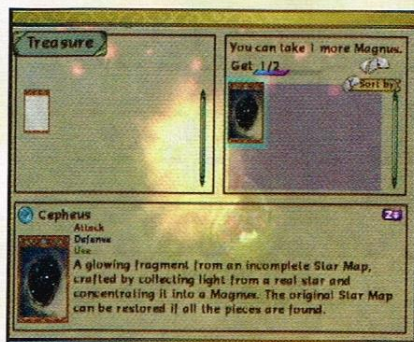 Treasure
You can take 1 more Magnus.
Get 1/2
Sort by
Cepheus
Attack
Defense
Use
A glowing fragment from an incomplete Star Map,
crafted by collecting light from a real star and
concentrating it into a Magnus. The original Star Map
can be restored if all the pieces are found.